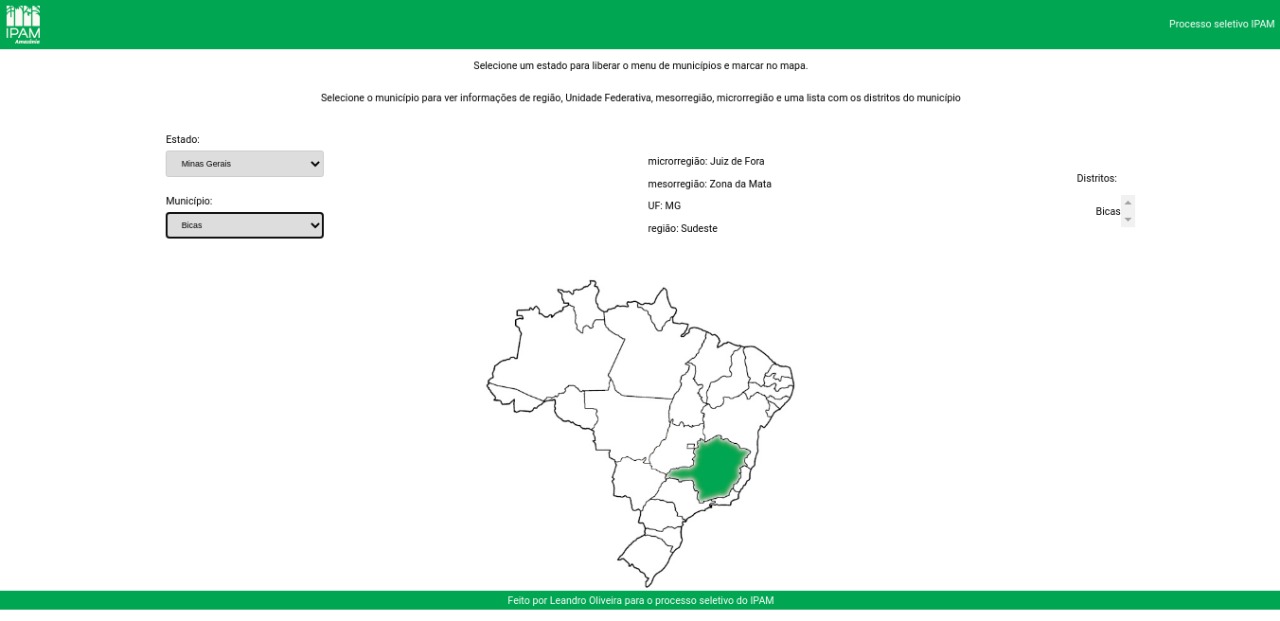 IPAM
Amazônia
Processo seletivo IPAM
Selecione um estado para liberar o menu de municípios e marcar no mapa.
Selecione o município para ver informações de região, Unidade Federativa, mesorregião, microrregião e uma lista com os distritos do município
Estado:
Minas Gerais
Município:
Bicas
microrregião: Juiz de Fora
mesorregião: Zona da Mata
UF: MG
região: Sudeste
Distritos:
Bicas
Feito por Leandro Oliveira para o processo seletivo do IPAM